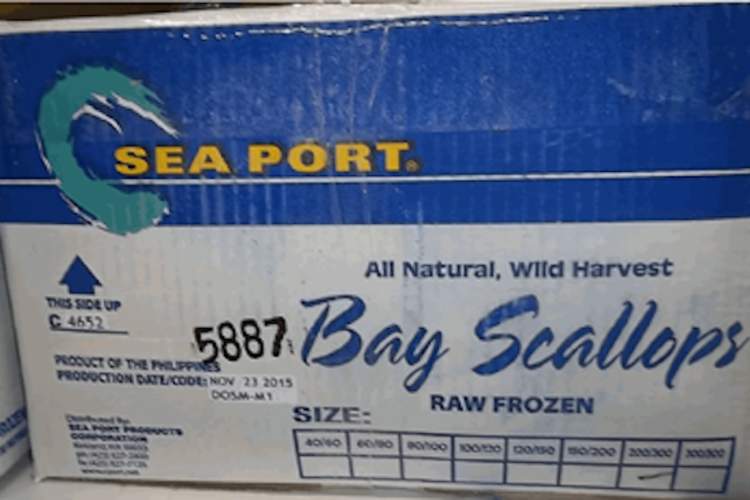 SEA PORT®
All Natural, Wild Harvest
Bay Scallops
RAW FROZEN
THIS SIDE UP
C 4652
5887
PRODUCT OF THE PHILIPPINES
PRODUCTION DATE/CODE: NOV 23 2015
DOSM-M1
Distributed By:
SEA PORT PRODUCTS
CORPORATION
SIZE:
40/60 60/80 80/100 100/120 120/150 150/200 200/300 300/500